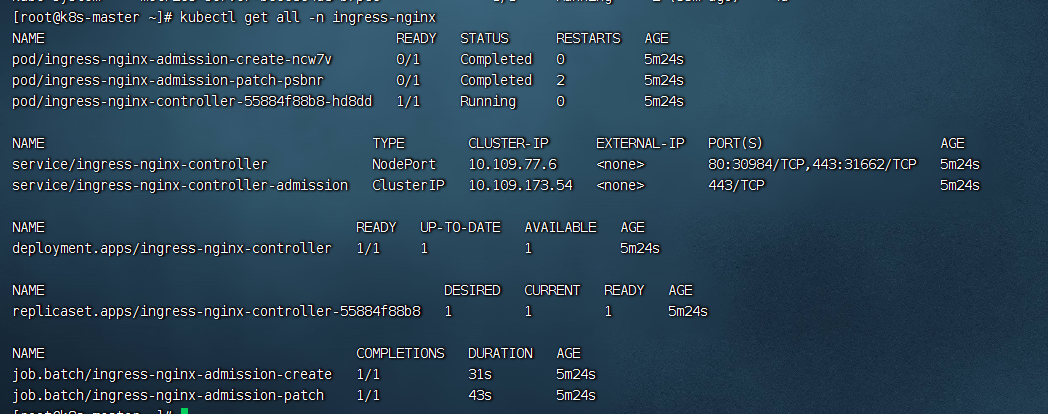 [root@k8s-master ~]# kubectl get all -n ingress-nginx
NAME READY STATUS RESTARTS AGE
pod/ingress-nginx-admission-create-ncw7v 0/1 Completed 0 5m24s
pod/ingress-nginx-admission-patch-psbnr 0/1 Completed 2 5m24s
pod/ingress-nginx-controller-55884f88b8-hd8dd 1/1 Running 0 5m24s
NAME TYPE CLUSTER-IP EXTERNAL-IP PORT(S) AGE
service/ingress-nginx-controller NodePort 10.109.77.6 <none> 80:30984/TCP,443:31662/TCP 5m24s
service/ingress-nginx-controller-admission ClusterIP 10.109.173.54 <none> 443/TCP 5m24s
NAME READY UP-TO-DATE AVAILABLE AGE
deployment.apps/ingress-nginx-controller 1/1 1 1 5m24s
NAME DESIRED CURRENT READY AGE
replicaset.apps/ingress-nginx-controller-55884f88b8 1 1 1 5m24s
NAME COMPLETIONS DURATION AGE
job.batch/ingress-nginx-admission-create 1/1 31s 5m24s
job.batch/ingress-nginx-admission-patch 1/1 43s 5m24s
[root@k8s-master ~]#